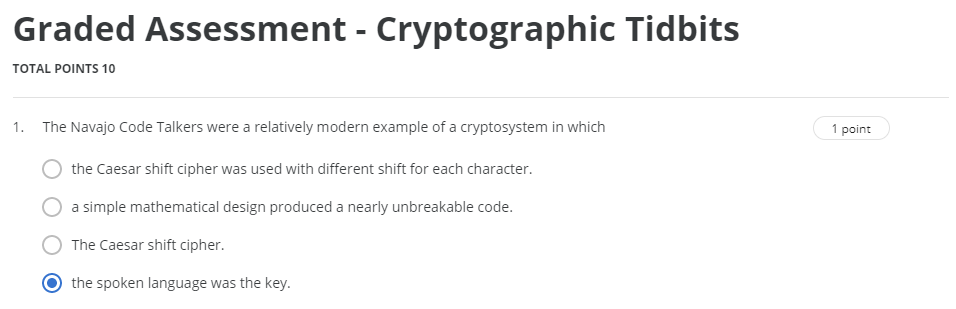 Graded Assessment - Cryptographic Tidbits
TOTAL POINTS 10
1. The Navajo Code Talkers were a relatively modern example of a cryptosystem in which
1 point
the Caesar shift cipher was used with different shift for each character.
a simple mathematical design produced a nearly unbreakable code.
The Caesar shift cipher.
the spoken language was the key.